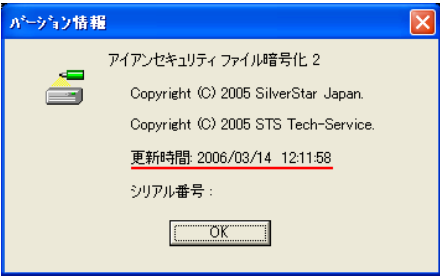 バージョン情報
アイアンセキュリティ ファイル暗号化 2
Copyright (C) 2005 SilverStar Japan.
Copyright (C) 2005 STS Tech-Service.
更新時間: 2006/03/14 12:11:58
シリアル番号 :
OK